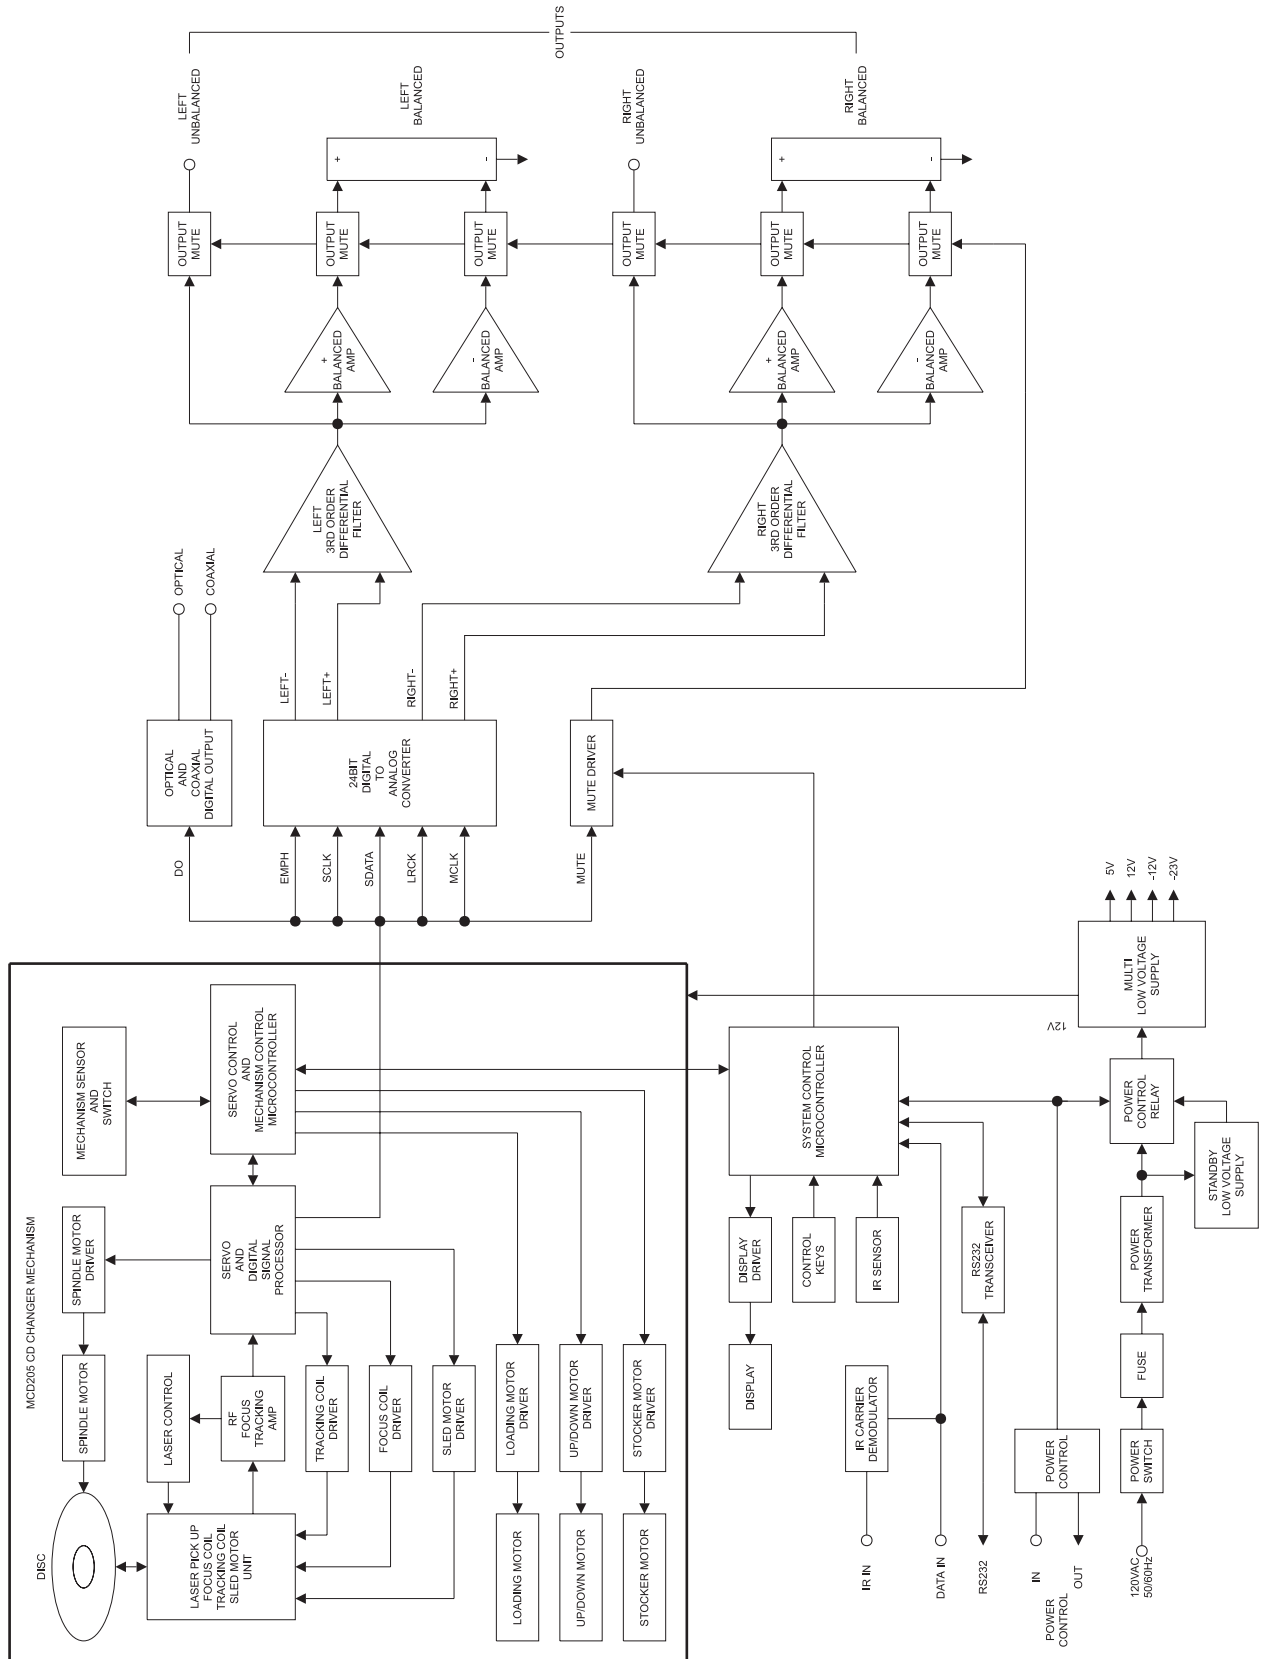 MCD205 CD CHANGER MECHANISM
DISC
SPINDLE MOTOR
SPINDLE MOTOR
DRIVER
MECHANISM SENSOR
AND
SWITCH
LASER CONTROL
LASER PICK UP
FOCUS COIL
TRACKING COIL
SLED MOTOR
UNIT
RF
FOCUS
TRACKING
AMP
SERVO
AND
DIGITAL
SIGNAL
PROCESSOR
SERVO CONTROL
AND
MECHANISM CONTROL
MICROCONTROLLER
TRACKING COIL
DRIVER
FOCUS COIL
DRIVER
SLED MOTOR
DRIVER
LOADING MOTOR
LOADING MOTOR
DRIVER
UP/DOWN MOTOR
UP/DOWN MOTOR
DRIVER
STOCKER MOTOR
STOCKER MOTOR
DRIVER
DO
EMPH
SCLK
SDATA
LRCK
MCLK
MUTE
OPTICAL
AND
COAXIAL
DIGITAL OUTPUT
OPTICAL
COAXIAL
24BIT
DIGITAL
TO
ANALOG
CONVERTER
LEFT-
LEFT+
RIGHT-
RIGHT+
MUTE DRIVER
LEFT
3RD ORDER
DIFFERENTIAL
FILTER
RIGHT
3RD ORDER
DIFFERENTIAL
FILTER
+
BALANCED
AMP
-
BALANCED
AMP
+
BALANCED
AMP
-
BALANCED
AMP
OUTPUT
MUTE
OUTPUT
MUTE
OUTPUT
MUTE
OUTPUT
MUTE
OUTPUT
MUTE
OUTPUT
MUTE
+
-
+
-
LEFT
UNBALANCED
LEFT
BALANCED
RIGHT
UNBALANCED
RIGHT
BALANCED
OUTPUTS
SYSTEM CONTROL
MICROCONTROLLER
DISPLAY
DRIVER
DISPLAY
CONTROL
KEYS
IR SENSOR
IR CARRIER
DEMODULATOR
IR IN
DATA IN
RS232
TRANSCEIVER
RS232
POWER
CONTROL
IN
OUT
POWER
CONTROL
120VAC
50/60Hz
POWER
SWITCH
FUSE
POWER
TRANSFORMER
POWER
CONTROL
RELAY
STANDBY
LOW VOLTAGE
SUPPLY
12V
MULTI
LOW VOLTAGE
SUPPLY
5V
12V
-12V
-23V